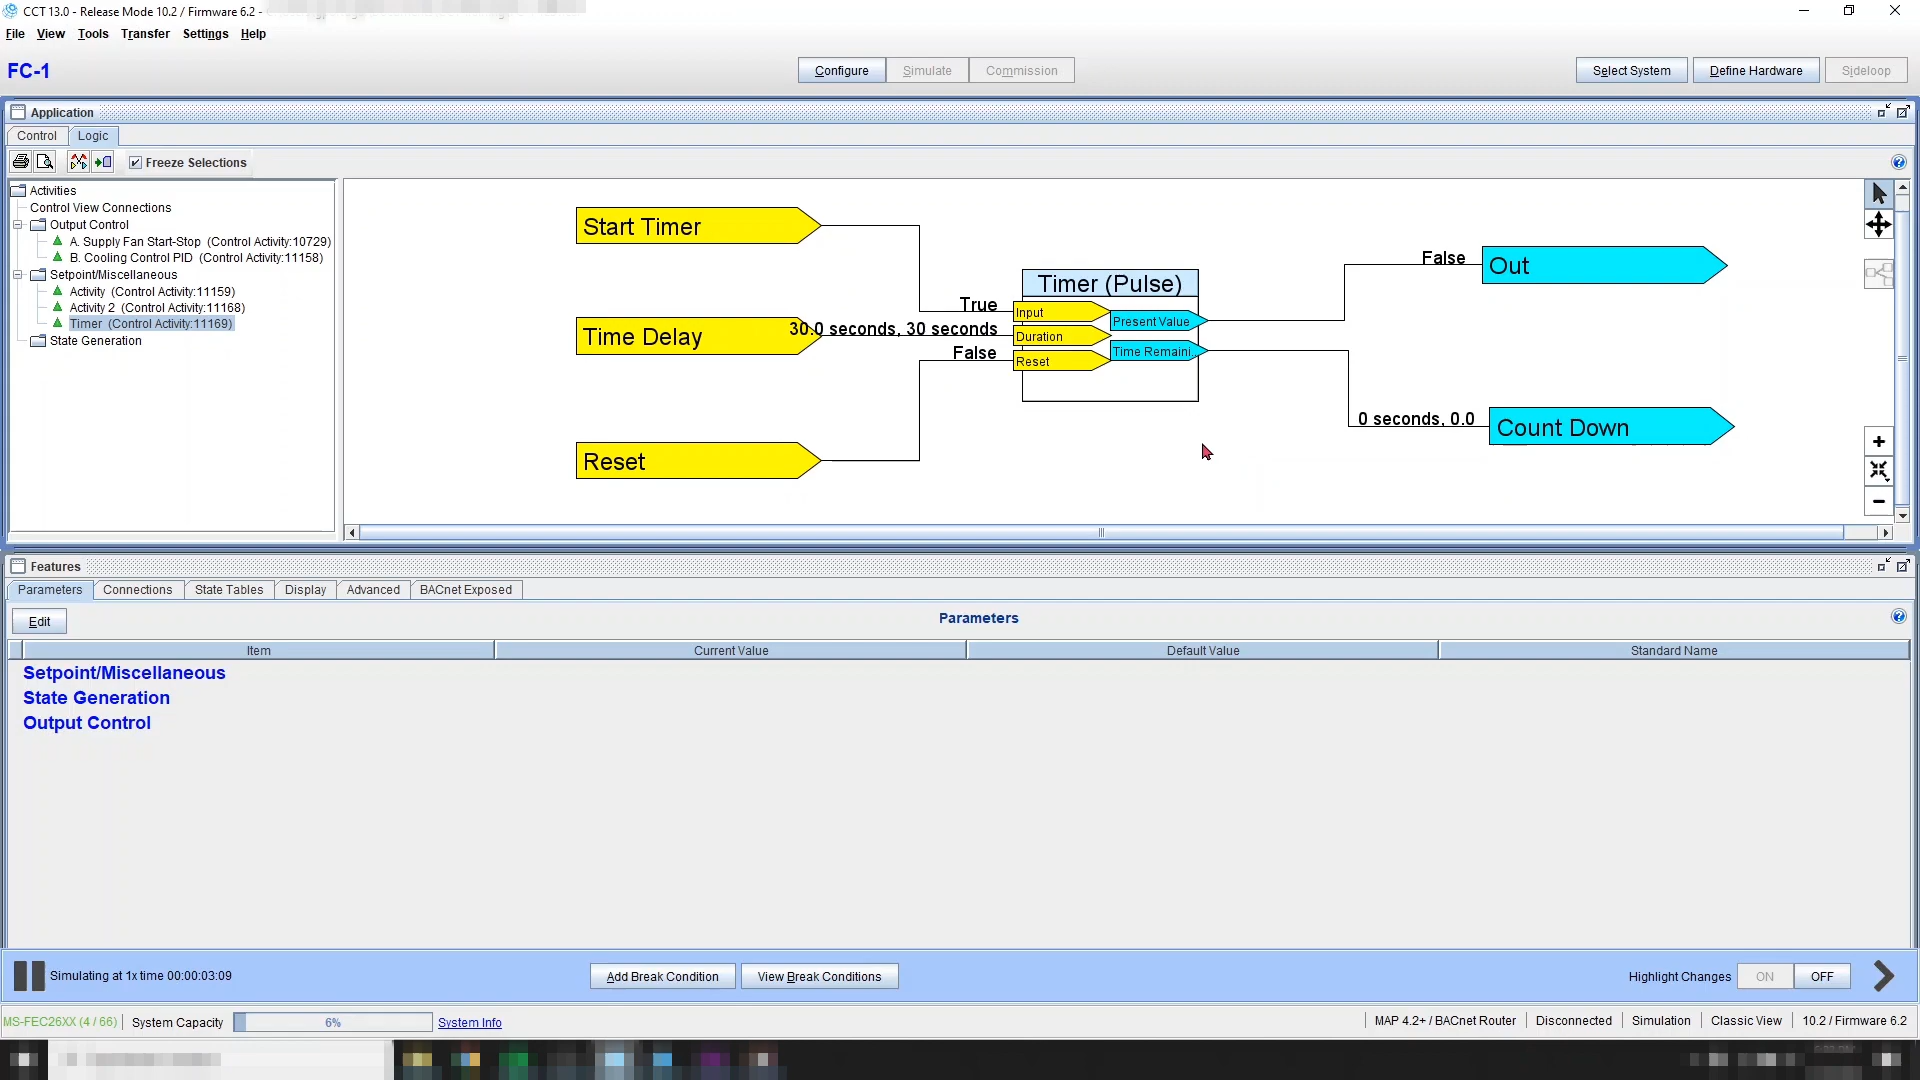 CCT 13.0 - Release Mode 10.2 / Firmware 6.2 -
File View Tools Transfer Settings Help
FC-1
Configure Simulate Commission
Select System Define Hardware Sideloop
Application
Control Logic
Freeze Selections
Activities
Control View Connections
Output Control
A. Supply Fan Start-Stop (Control Activity:10729)
B. Cooling Control PID (Control Activity:11158)
Setpoint/Miscellaneous
Activity (Control Activity:11159)
Activity 2 (Control Activity:11168)
Timer (Control Activity:11169)
State Generation
Start Timer
Time Delay
Reset
True
30.0 seconds, 30 seconds
False
Timer (Pulse)
Input
Duration
Reset
Present Value
Time Remaini
False
Out
0 seconds, 0.0
Count Down
Features
Parameters Connections State Tables Display Advanced BACnet Exposed
Edit
Parameters
Item Current Value Default Value Standard Name
Setpoint/Miscellaneous
State Generation
Output Control
Simulating at 1x time 00:00:03:09
Add Break Condition View Break Conditions
Highlight Changes ON OFF
MS-FEC26XX (4 / 66) System Capacity 6% System Info
MAP 4.2+ / BACnet Router Disconnected Simulation Classic View 10.2 / Firmware 6.2